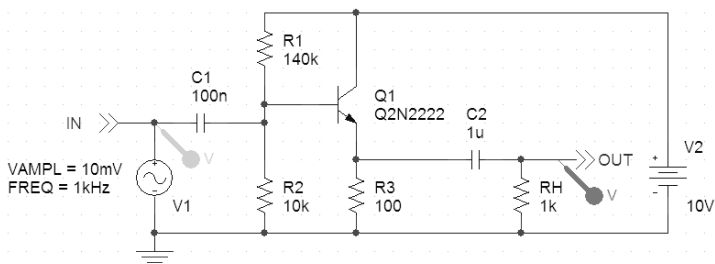 R1
140k
C1
100n
Q1
Q2N2222
C2
1u
IN
V
OUT
V2
VAMPL = 10mV
FREQ = 1kHz
V1
R2
10k
R3
100
RH
1k
V
10V